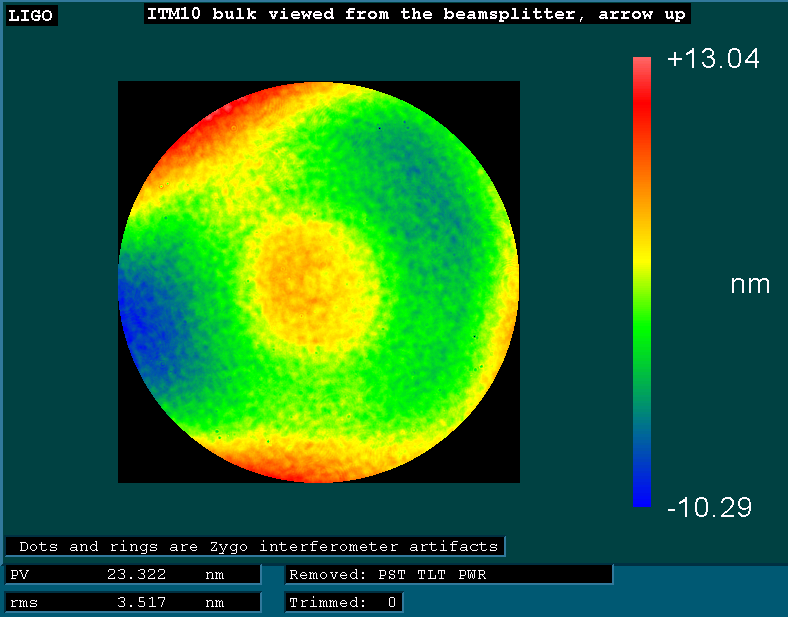 LIGO
ITM10 bulk viewed from the beamsplitter, arrow up
+13.04
nm
-10.29
Dots and rings are Zygo interferometer artifacts
PV 23.322 nm
Removed: PST TLT PWR
rms 3.517 nm
Trimmed: 0